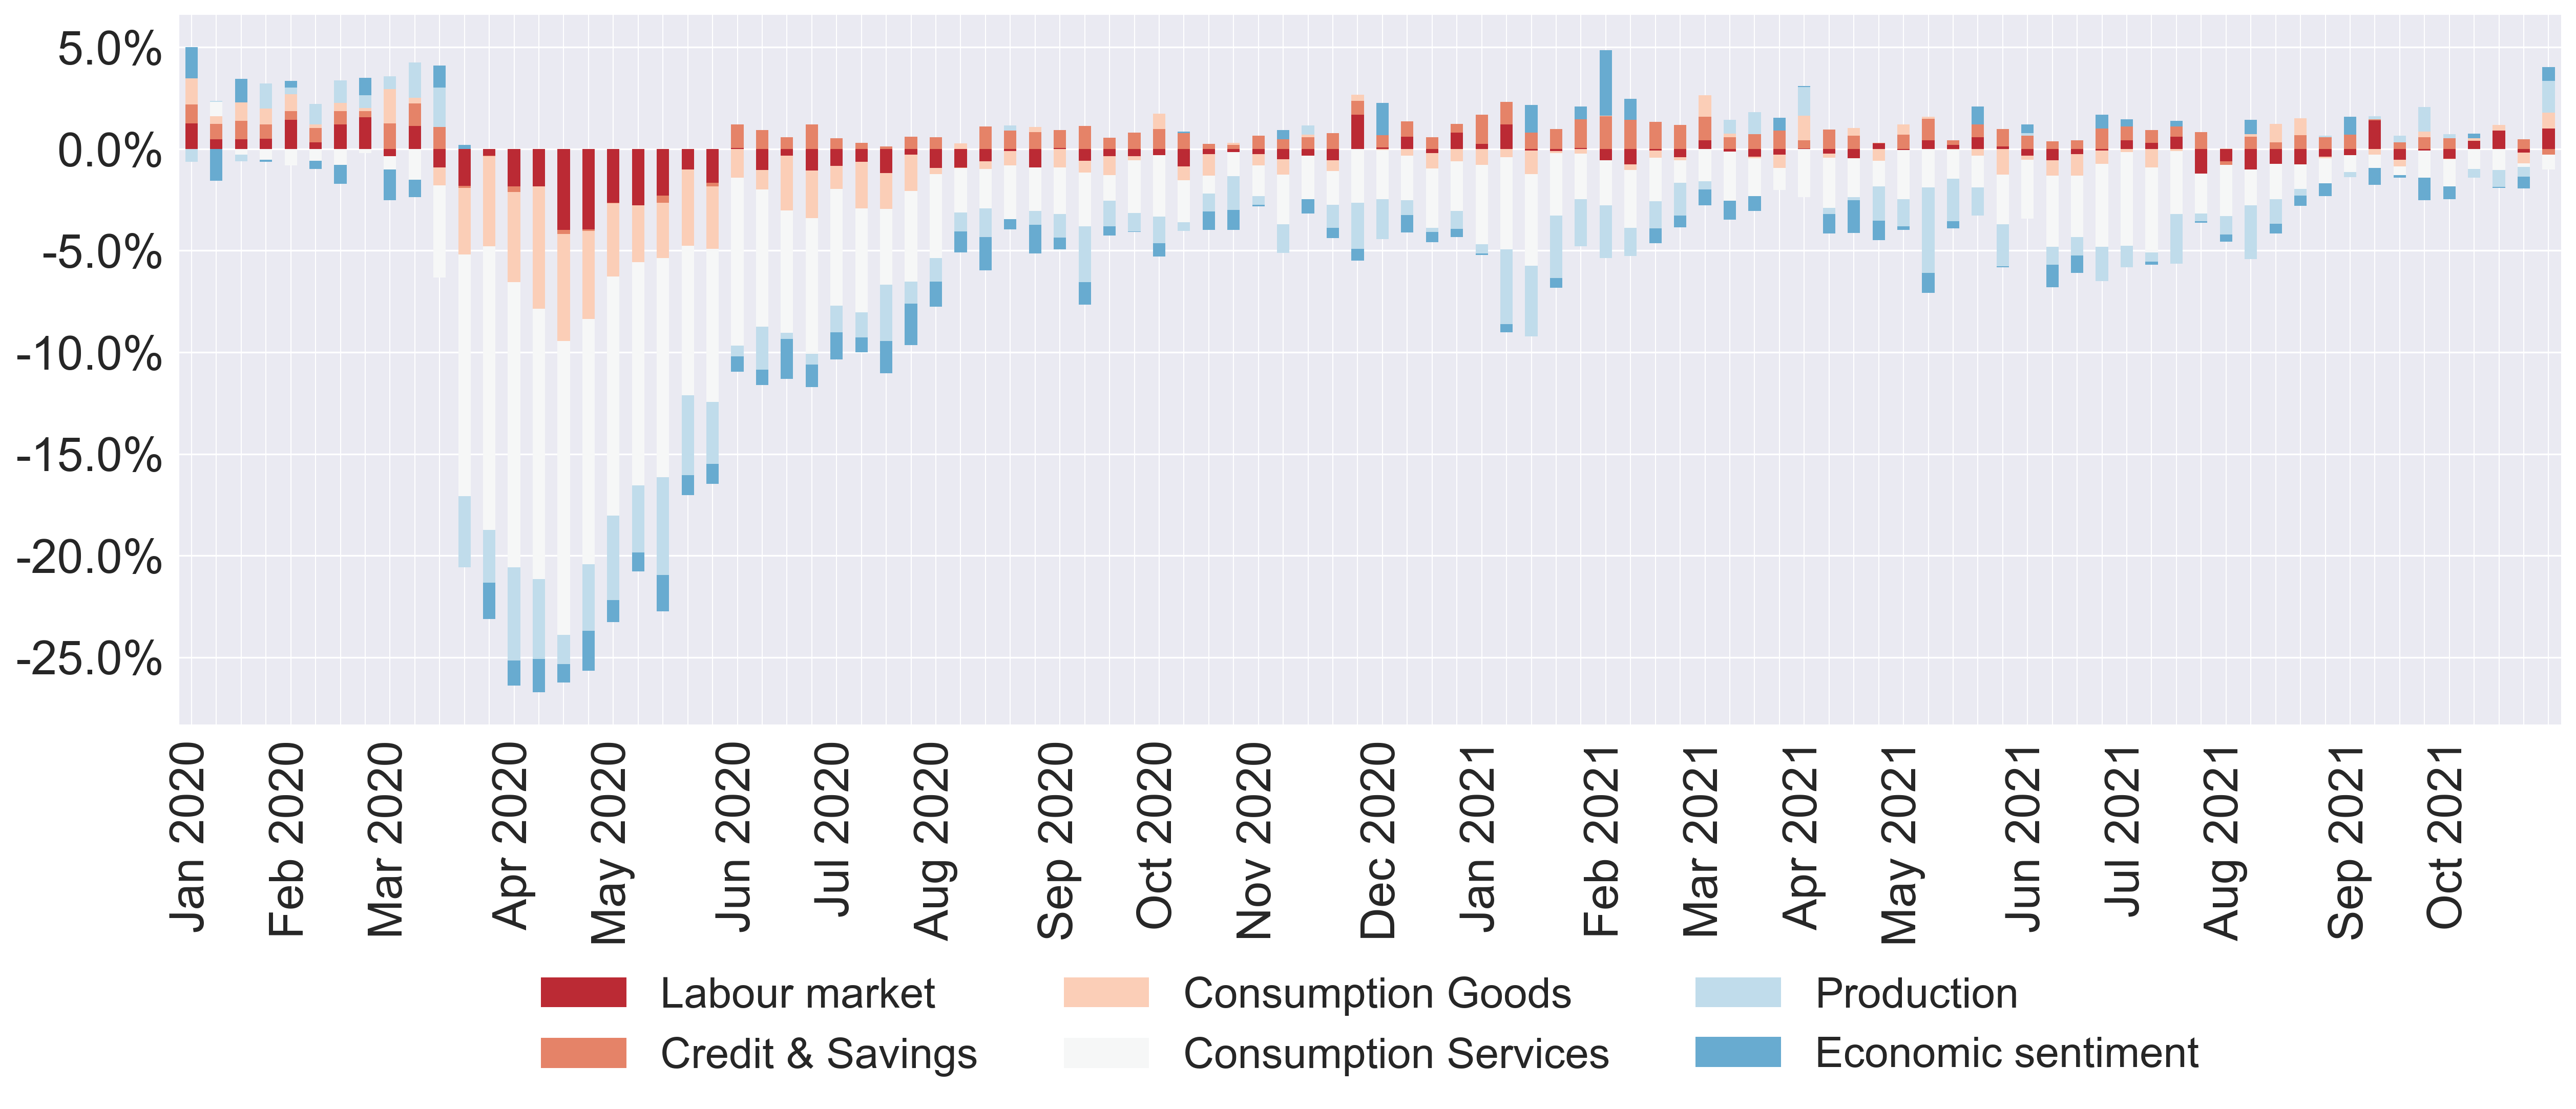 5.0%
0.0%
-5.0%
-10.0%
-15.0%
-20.0%
-25.0%
Jan 2020
Feb 2020
Mar 2020
Apr 2020
May 2020
Jun 2020
Jul 2020
Aug 2020
Sep 2020
Oct 2020
Nov 2020
Dec 2020
Jan 2021
Feb 2021
Mar 2021
Apr 2021
May 2021
Jun 2021
Jul 2021
Aug 2021
Sep 2021
Oct 2021
Labour market
Credit & Savings
Consumption Goods
Consumption Services
Production
Economic sentiment